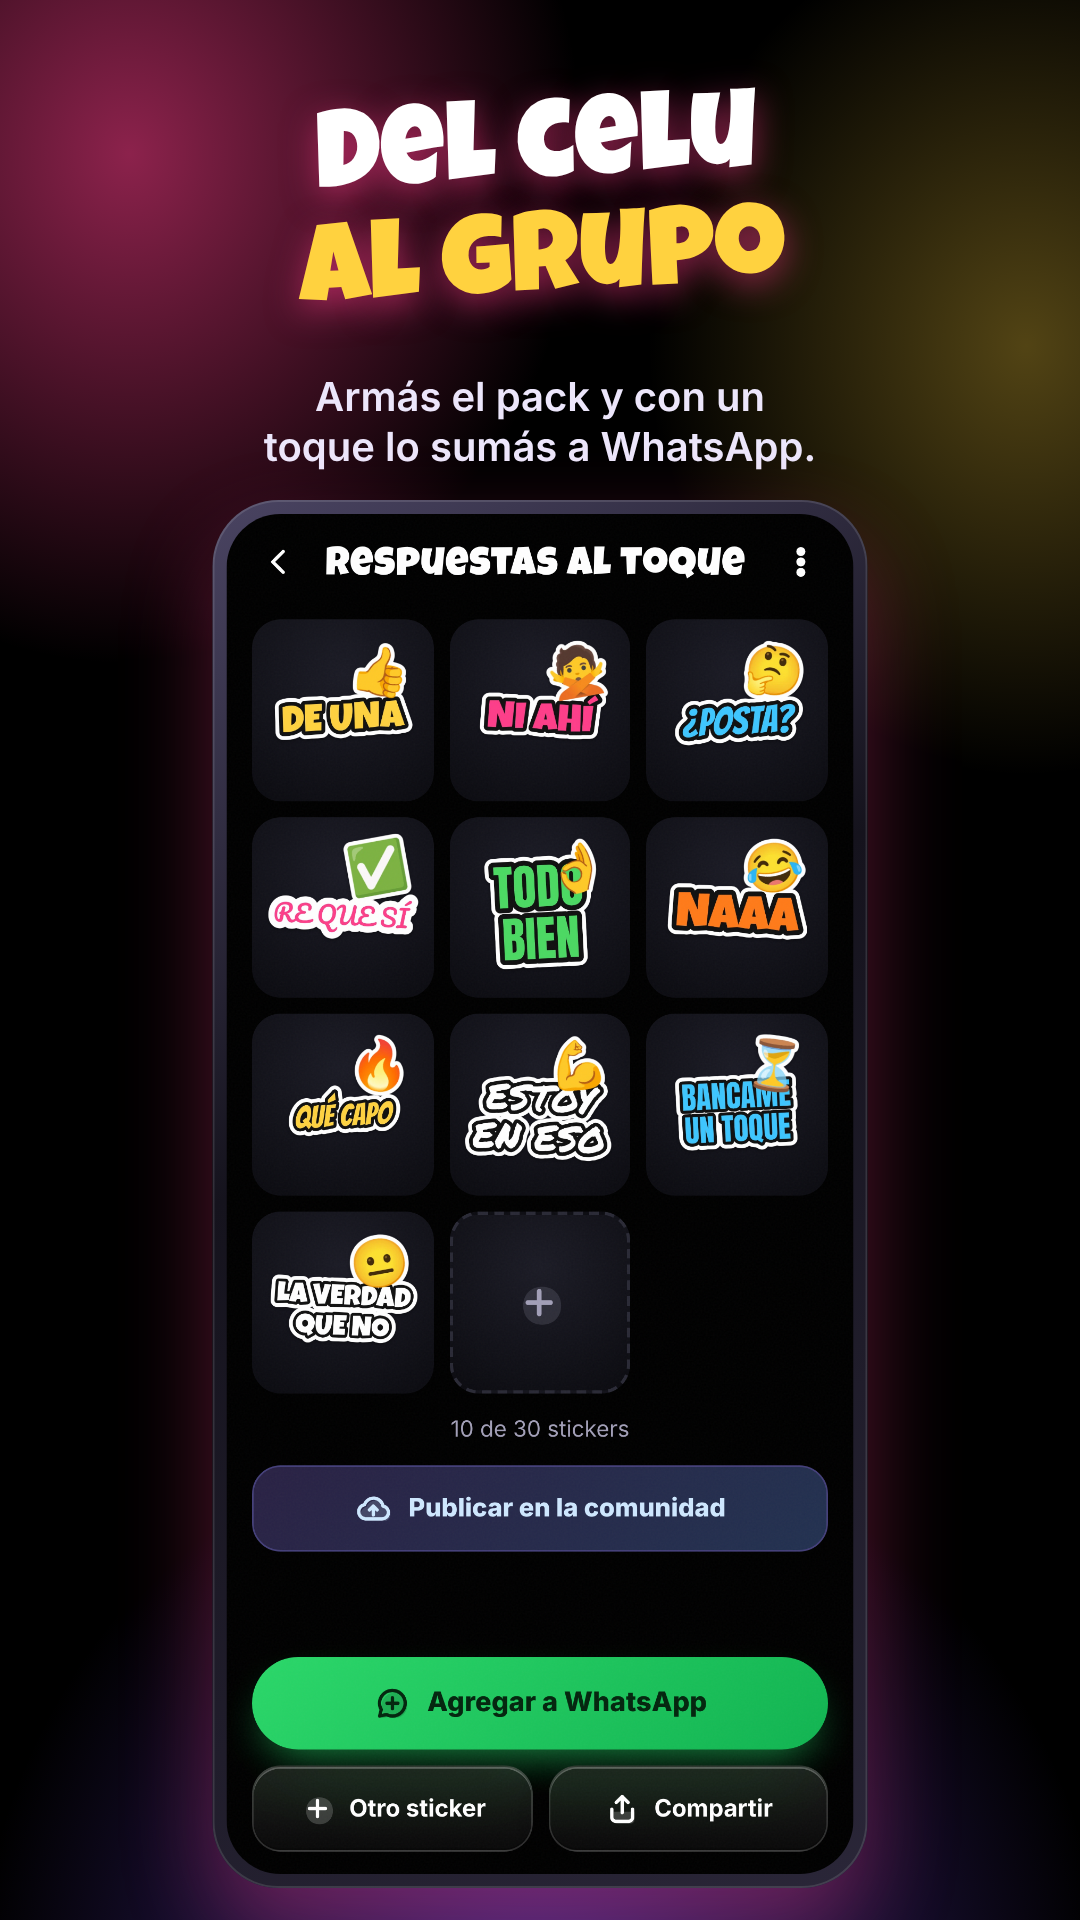 DEL CELU
AL GRUPO
Armás el pack y con un
toque lo sumás a WhatsApp.
RESPUESTAS AL TOQUE
DE UNA
NI AHÍ
¿POSTA?
RE QUE SÍ
TODO
BIEN
NAAA
QUÉ CAPO
ESTOY
EN ESO
BANCAME
UN TOQUE
LA VERDAD
QUE NO
10 de 30 stickers
Publicar en la comunidad
Agregar a WhatsApp
Otro sticker
Compartir